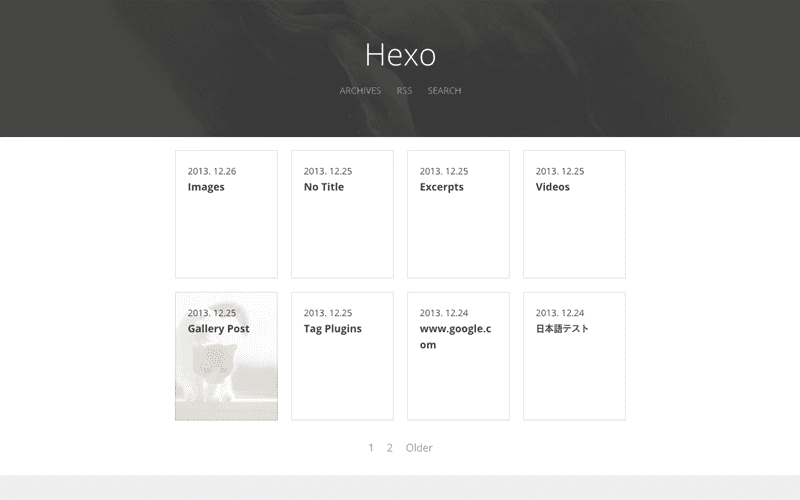 Hexo
ARCHIVES RSS SEARCH
2013. 12.26
Images
2013. 12.25
No Title
2013. 12.25
Excerpts
2013. 12.25
Videos
2013. 12.25
Gallery Post
2013. 12.25
Tag Plugins
2013. 12.24
www.google.c
om
2013. 12.24
日本語テスト
1 2 Older